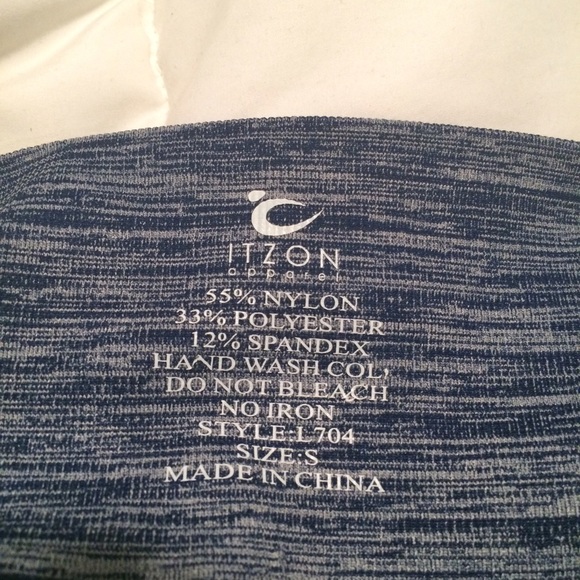 ITZON
apparel
55% NYLON
33% POLYESTER
12% SPANDEX
HAND WASH COL,
DO NOT BLEACH
NO IRON
STYLE:L704
SIZE:S
MADE IN CHINA